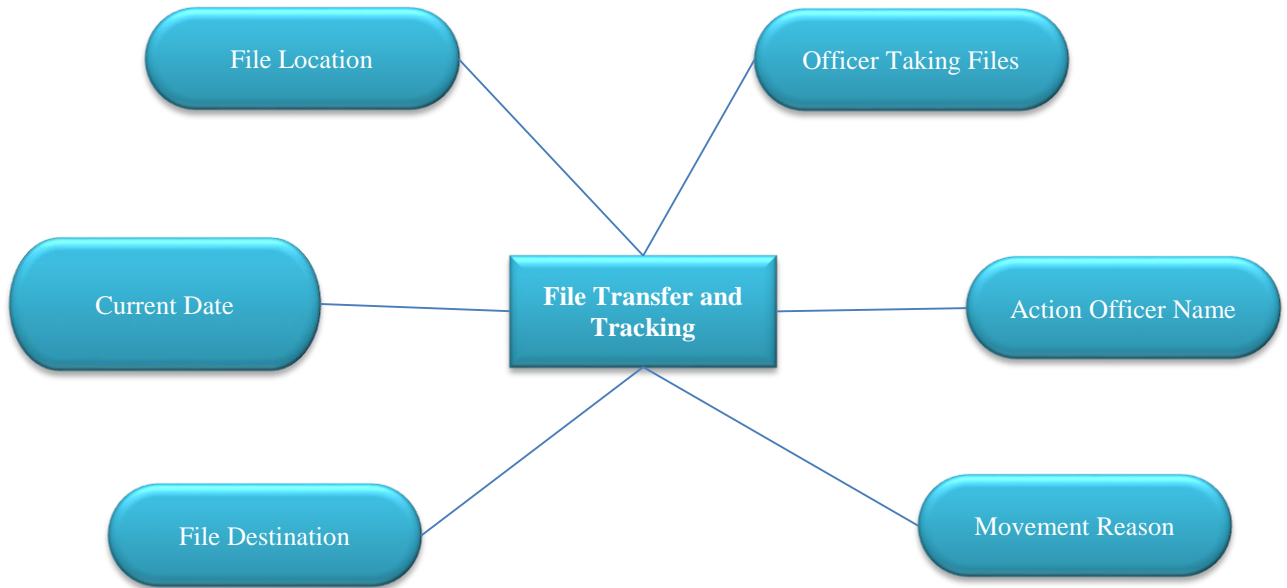 File Location
Officer Taking Files
Current Date
File Transfer and
Tracking
Action Officer Name
File Destination
Movement Reason